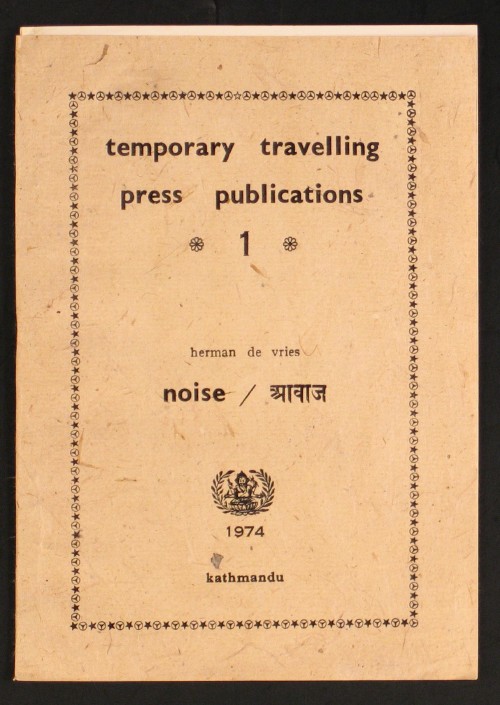 temporary travelling
press publications
1
herman de vries
noise / आवाज
1974
kathmandu